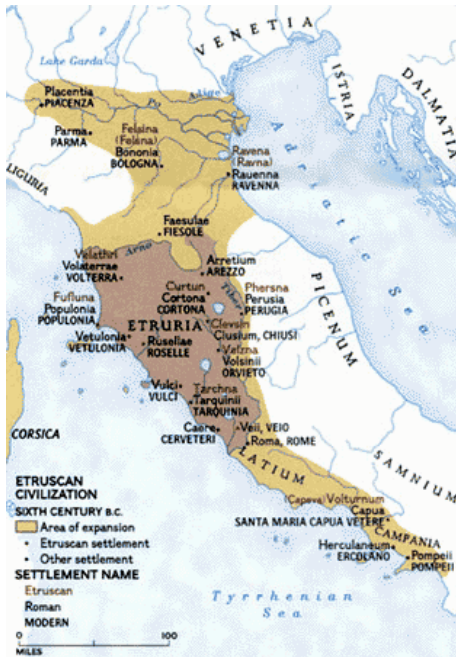 VENETIA
Lake Garda
ISTRIA
DALMATIA
Placentia
PIACENZA
Po
Adige
Parma
PARMA
Felsina
(Felena)
Bononia
BOLOGNA
Ravena
(Ravna)
Rauenna
RAVENNA
LIGURIA
Adriatic Sea
Faesulae
FIESOLE
Arno
Velathri
Volaterrae
VOLTERRA
Arretium
AREZZO
Curtun
Cortona
CORTONA
Tiber
Phersna
Perusia
PERUGIA
PICENUM
Fufluna
Populonia
POPULONIA
ETRURIA
Clevsin
Clusium, CHIUSI
Vetulonia
VETULONIA
Rusellae
ROSELLE
Velzna
Volsinii
ORVIETO
Vulci
VULCI
Tarchna
Tarquinii
TARQUINIA
CORSICA
Caere
CERVETERI
Veii, VEIO
Roma, ROME
LATIUM
SAMNIUM
(Capeva) Volturnum
Capua
SANTA MARIA CAPUA VETERE
CAMPANIA
Herculaneum
ERCOLANO
Pompeii
POMPEII
Tyrrhenian
Sea
ETRUSCAN
CIVILIZATION
SIXTH CENTURY B.C.
Area of expansion
Etruscan settlement
Other settlement
SETTLEMENT NAME
Etruscan
Roman
MODERN
0 100
MILES